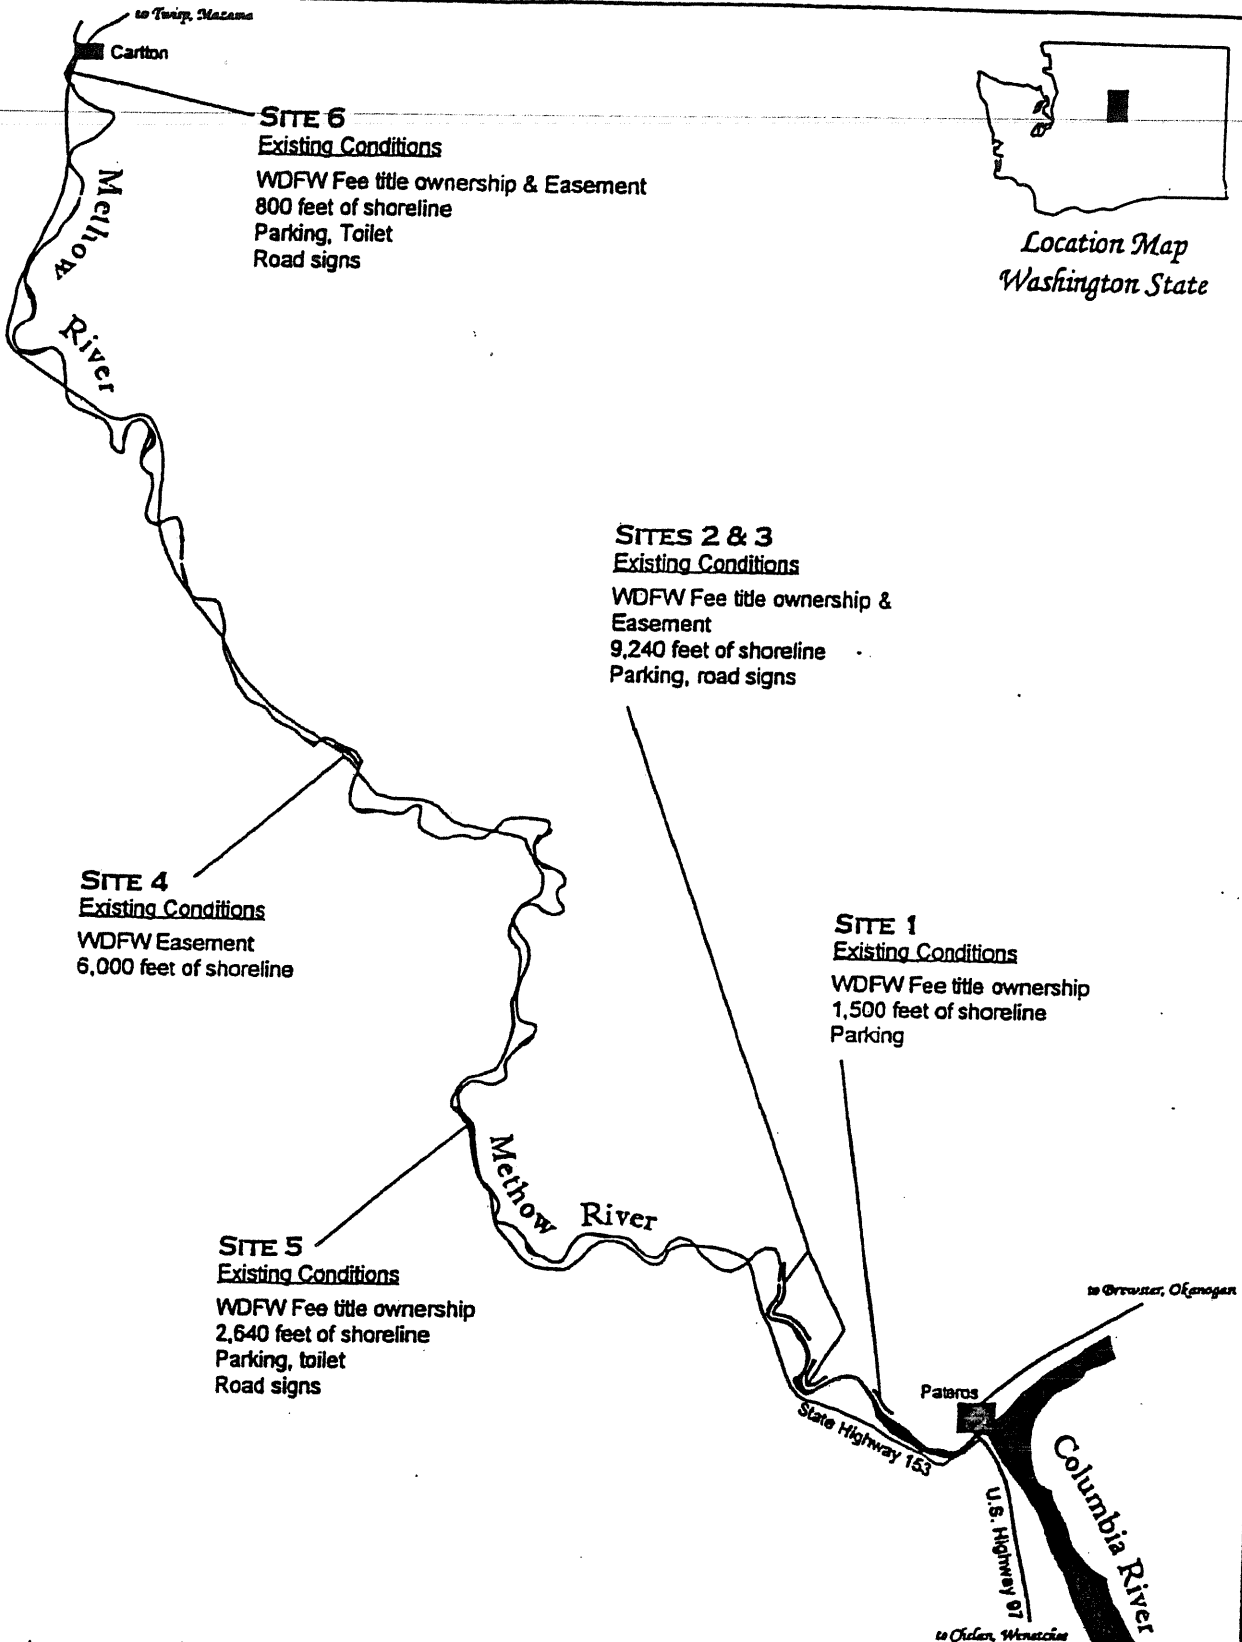 to Twisp, Mazama
Carlton
SITE 6
Existing Conditions
WDFW Fee title ownership & Easement
800 feet of shoreline
Parking, Toilet
Road signs
Location Map
Washington State
Methow
River
SITES 2 & 3
Existing Conditions
WDFW Fee title ownership &
Easement
9,240 feet of shoreline
Parking, road signs
SITE 4
Existing Conditions
WDFW Easement
6,000 feet of shoreline
SITE 1
Existing Conditions
WDFW Fee title ownership
1,500 feet of shoreline
Parking
Methow River
SITE 5
Existing Conditions
WDFW Fee title ownership
2,640 feet of shoreline
Parking, toilet
Road signs
to Brewster, Okanogan
Pateros
State Highway 153
Columbia River
U.S. Highway 97
to Chelan, Wenatchee